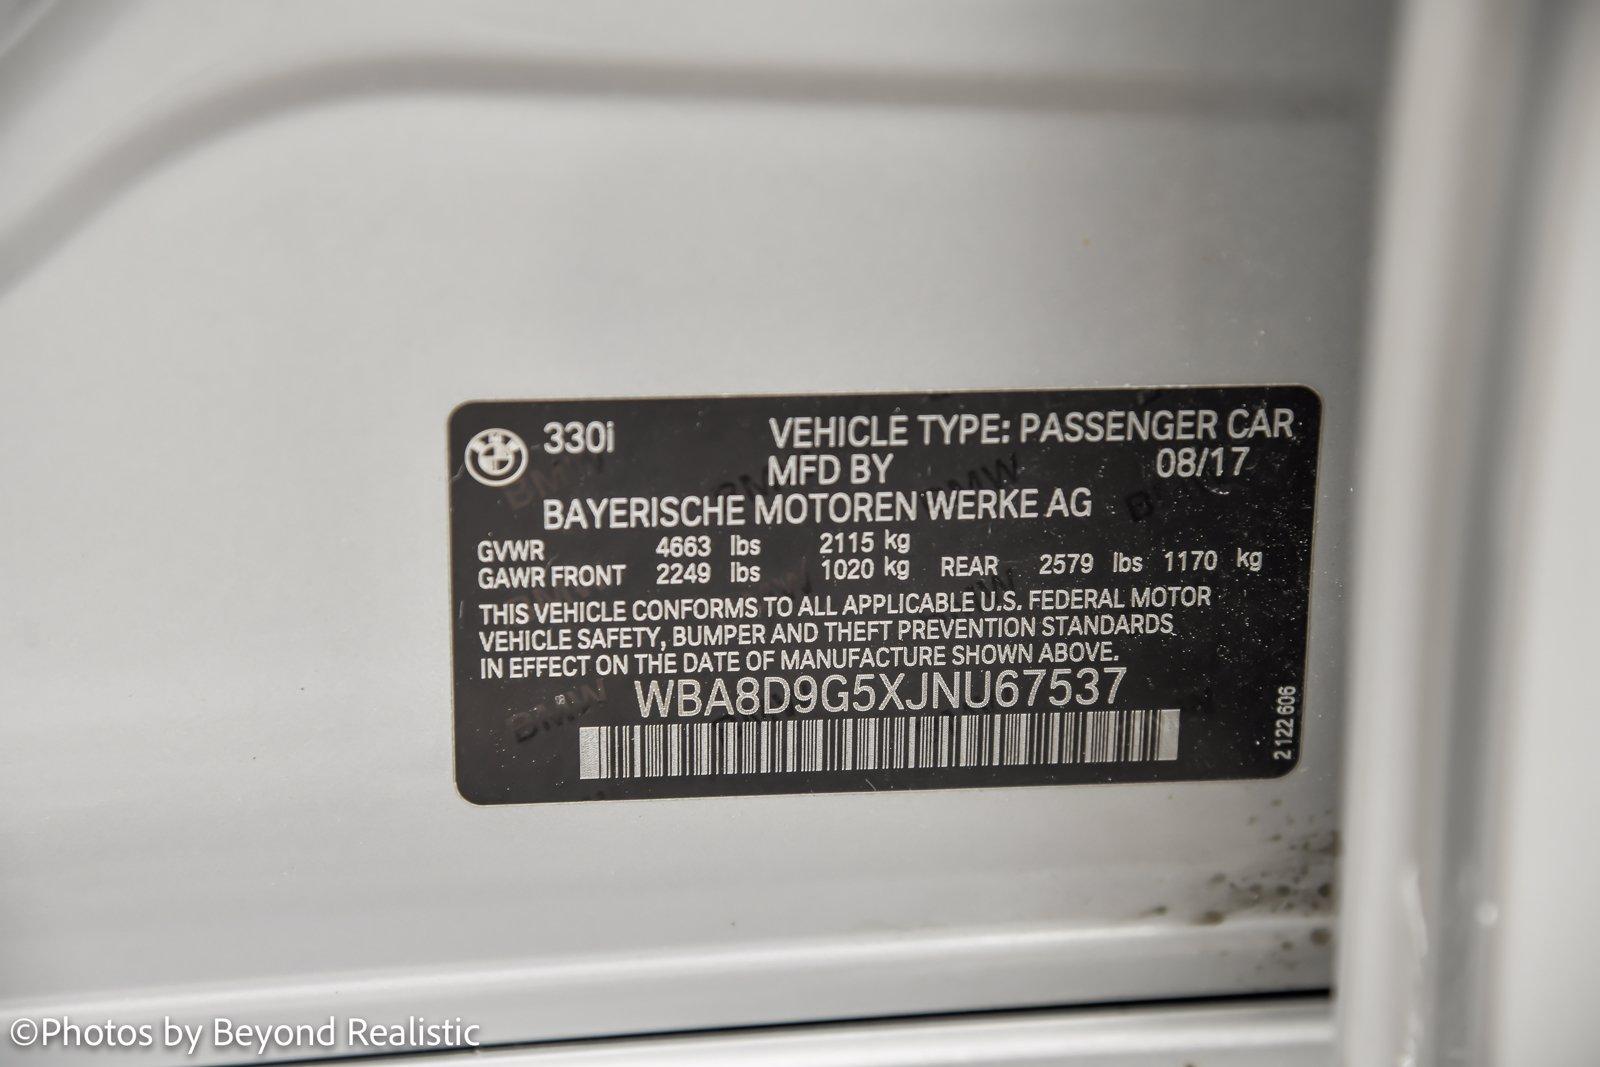 330i VEHICLE TYPE: PASSENGER CAR
MFD BY 08/17
BAYERISCHE MOTOREN WERKE AG
GVWR 4663 lbs 2115 kg
GAWR FRONT 2249 lbs 1020 kg REAR 2579 lbs 1170 kg
THIS VEHICLE CONFORMS TO ALL APPLICABLE U.S. FEDERAL MOTOR
VEHICLE SAFETY, BUMPER AND THEFT PREVENTION STANDARDS
IN EFFECT ON THE DATE OF MANUFACTURE SHOWN ABOVE.
WBA8D9G5XJNU67537
2122606
©Photos by Beyond Realistic